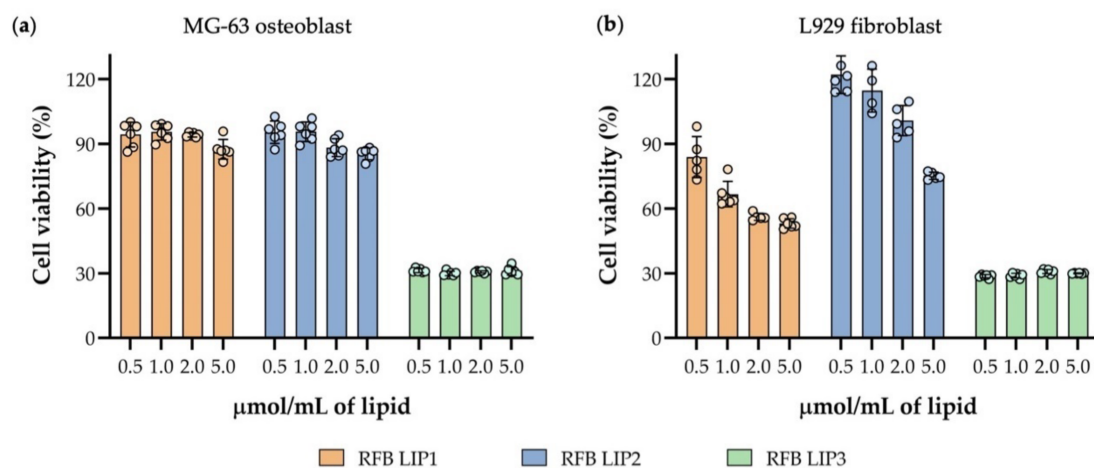 (a) MG-63 osteoblast
Cell viability (%)
120
90
60
30
0
0.5 1.0 2.0 5.0 0.5 1.0 2.0 5.0 0.5 1.0 2.0 5.0
μmol/mL of lipid
(b) L929 fibroblast
Cell viability (%)
120
90
60
30
0
0.5 1.0 2.0 5.0 0.5 1.0 2.0 5.0 0.5 1.0 2.0 5.0
μmol/mL of lipid
RFB LIP1 RFB LIP2 RFB LIP3